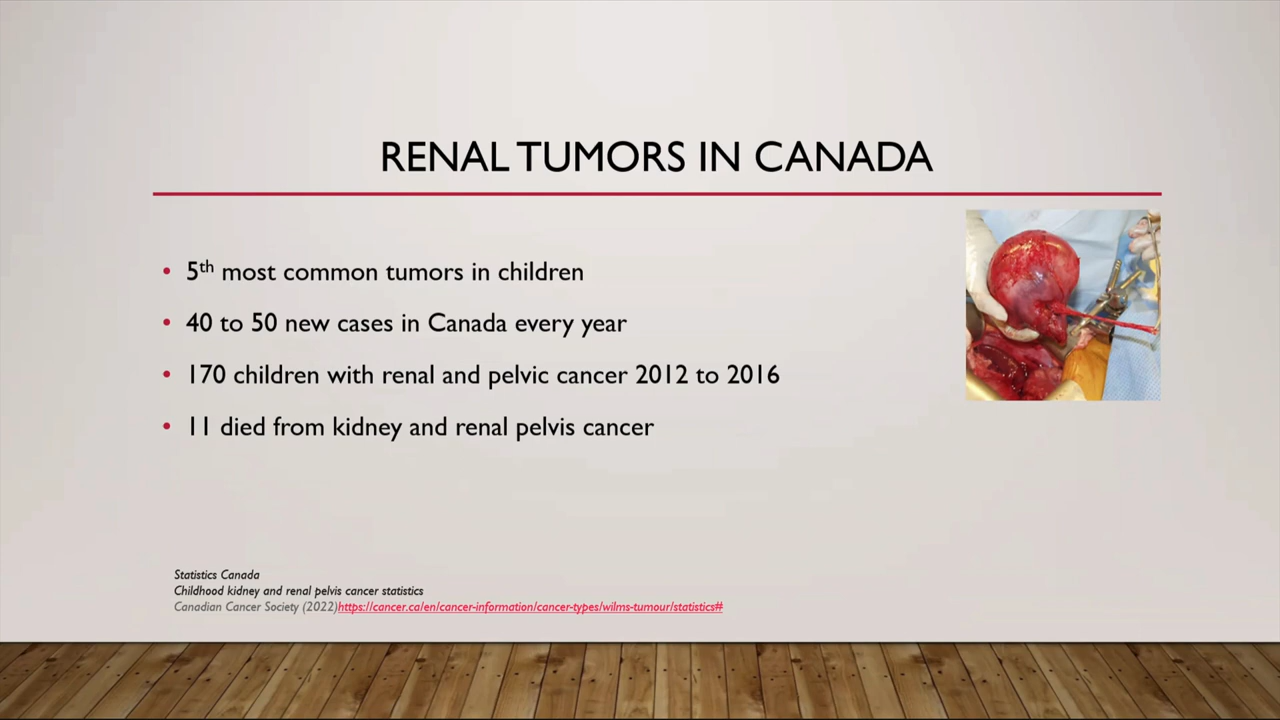 RENAL TUMORS IN CANADA
• 5th most common tumors in children
• 40 to 50 new cases in Canada every year
• 170 children with renal and pelvic cancer 2012 to 2016
• 11 died from kidney and renal pelvis cancer
Statistics Canada
Childhood kidney and renal pelvis cancer statistics
Canadian Cancer Society (2022)https://cancer.ca/en/cancer-information/cancer-types/wilms-tumour/statistics#